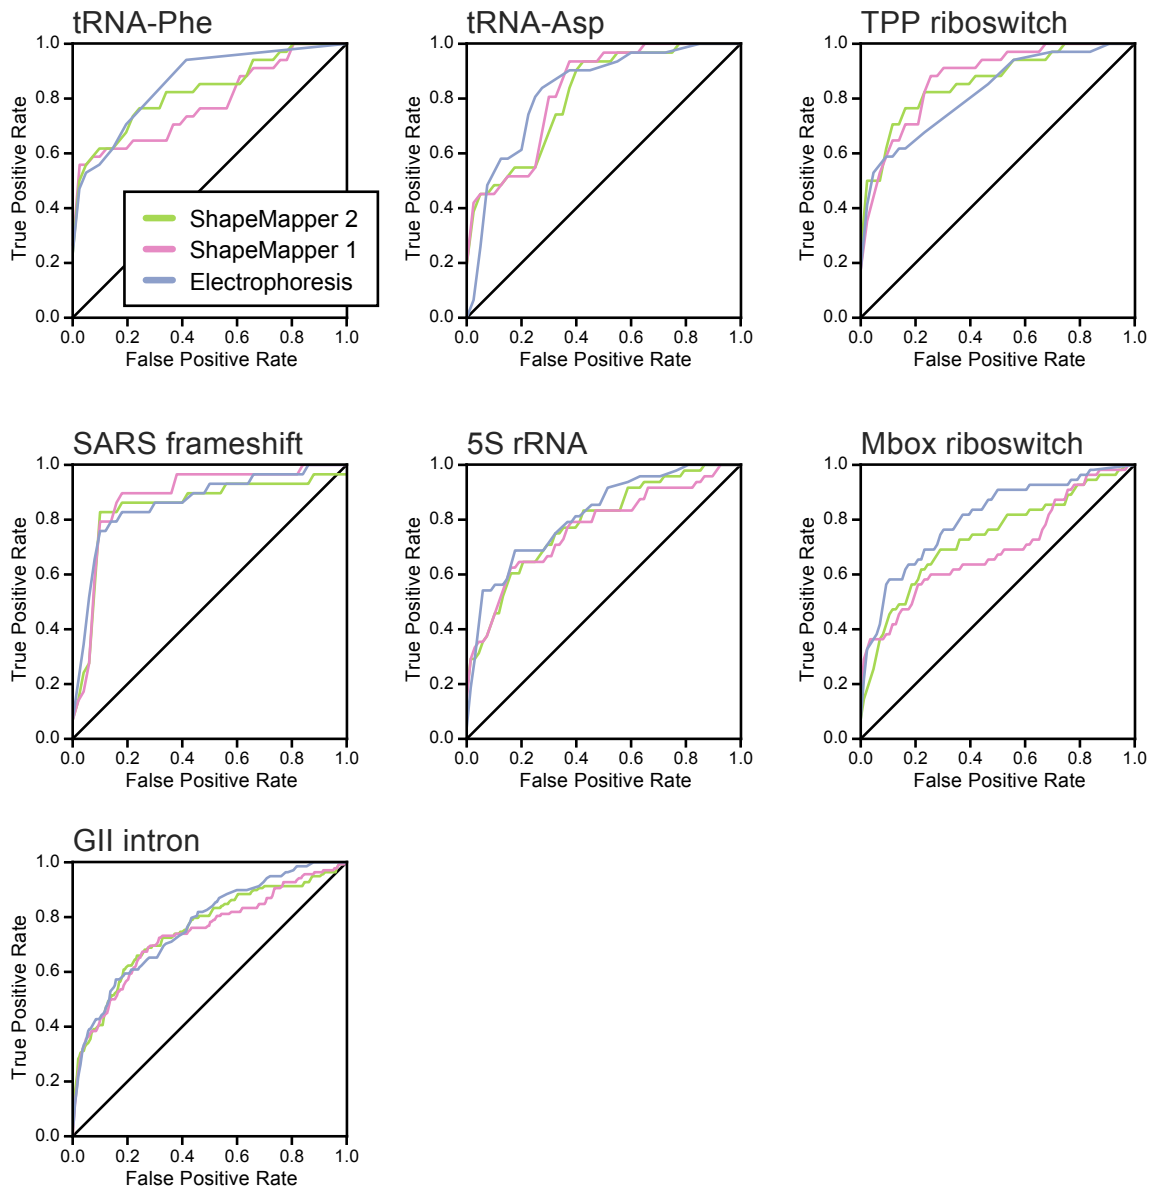 tRNA-Phe
1.0
0.8
0.6
0.4
0.2
0.0
True Positive Rate
0.0 0.2 0.4 0.6 0.8 1.0
False Positive Rate
ShapeMapper 2
ShapeMapper 1
Electrophoresis
tRNA-Asp
1.0
0.8
0.6
0.4
0.2
0.0
True Positive Rate
0.0 0.2 0.4 0.6 0.8 1.0
False Positive Rate
TPP riboswitch
1.0
0.8
0.6
0.4
0.2
0.0
True Positive Rate
0.0 0.2 0.4 0.6 0.8 1.0
False Positive Rate
SARS frameshift
1.0
0.8
0.6
0.4
0.2
0.0
True Positive Rate
0.0 0.2 0.4 0.6 0.8 1.0
False Positive Rate
5S rRNA
1.0
0.8
0.6
0.4
0.2
0.0
True Positive Rate
0.0 0.2 0.4 0.6 0.8 1.0
False Positive Rate
Mbox riboswitch
1.0
0.8
0.6
0.4
0.2
0.0
True Positive Rate
0.0 0.2 0.4 0.6 0.8 1.0
False Positive Rate
GII intron
1.0
0.8
0.6
0.4
0.2
0.0
True Positive Rate
0.0 0.2 0.4 0.6 0.8 1.0
False Positive Rate